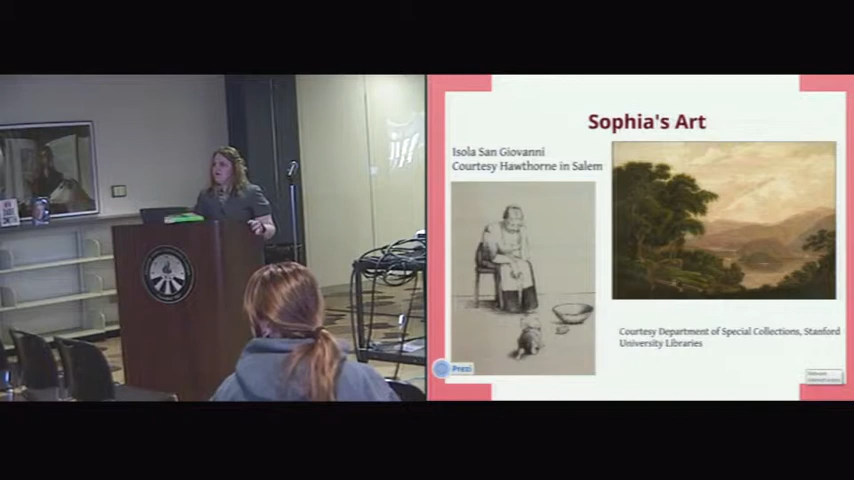 Sophia's Art
Isola San Giovanni
Courtesy Hawthorne in Salem
Courtesy Department of Special Collections, Stanford
University Libraries
Prezi